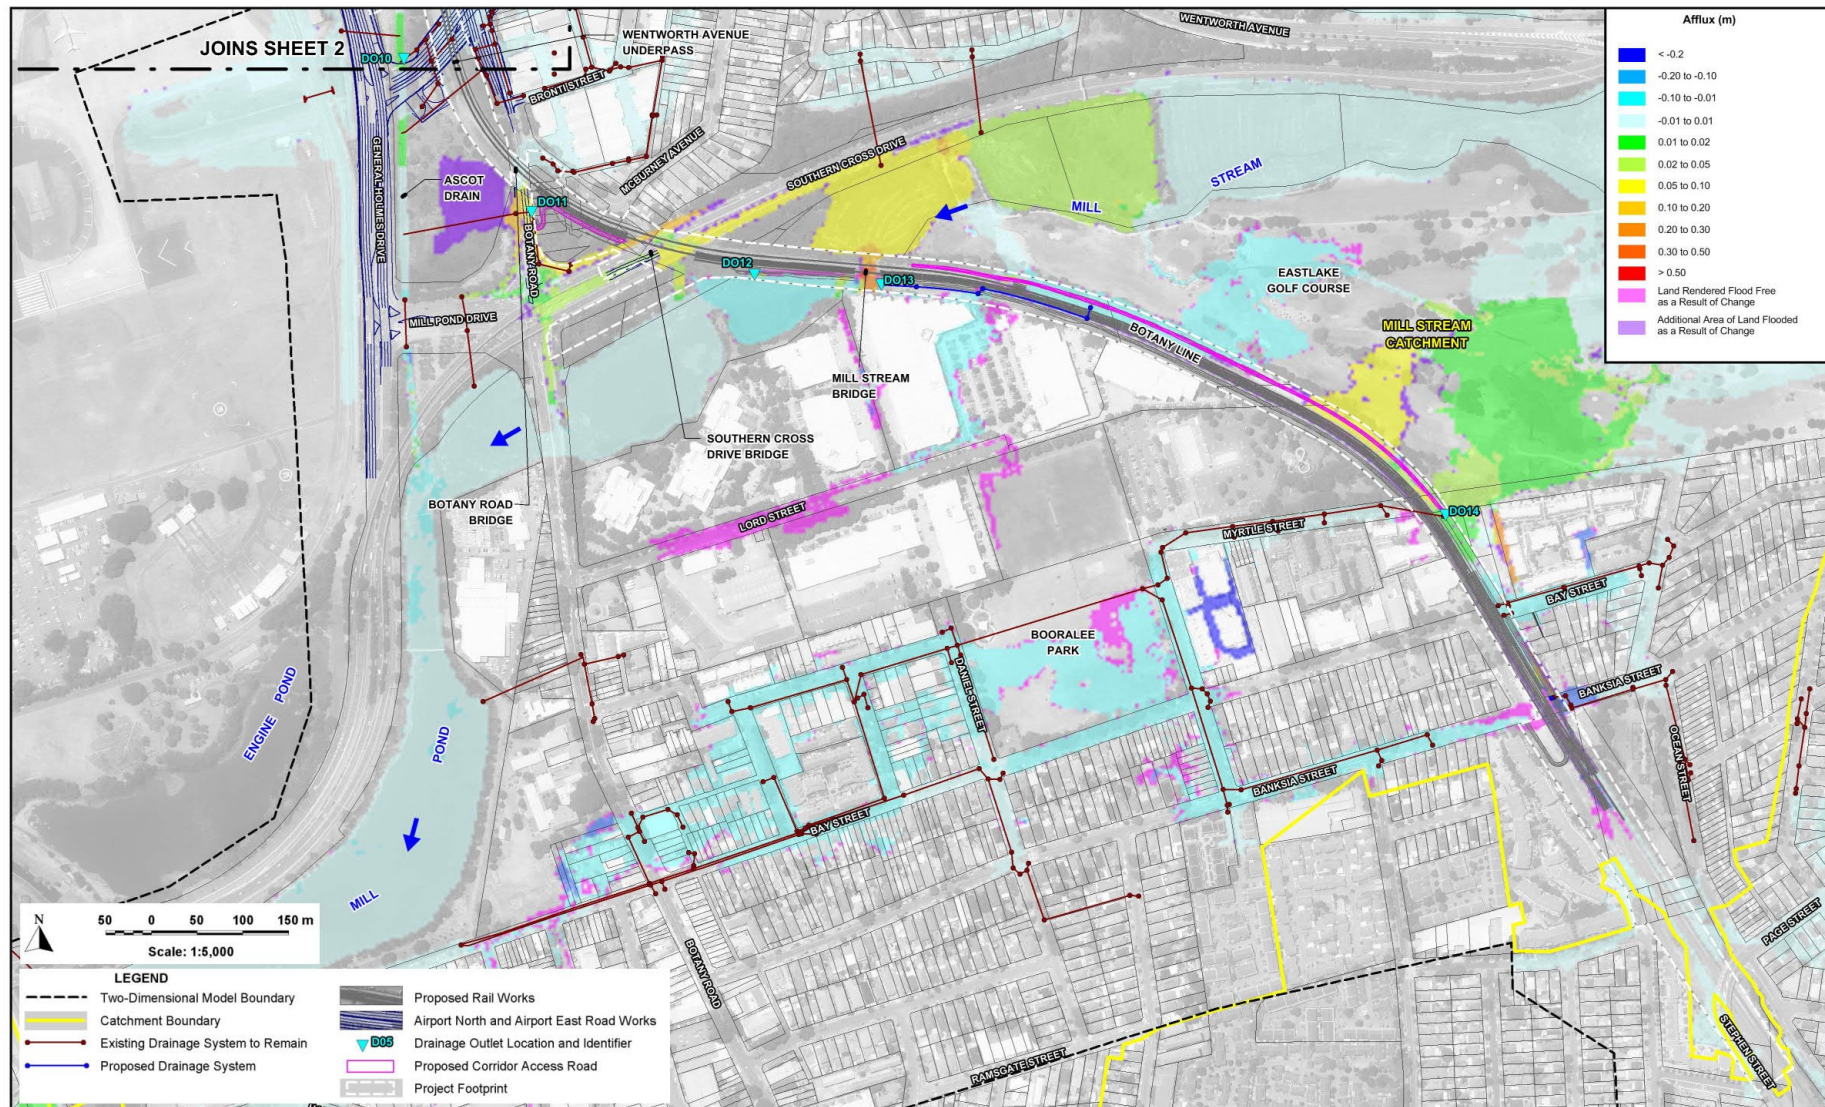 WENTWORTH AVENUE
JOINS SHEET 2
WENTWORTH AVENUE
UNDERPASS
DO10
BRONTI STREET
GENERAL HOLMES DRIVE
MCBURNEY AVENUE
SOUTHERN CROSS DRIVE
ASCOT
DRAIN
STREAM
MILL
DO11
BOTANY ROAD
DO12
DO13
EASTLAKE
GOLF COURSE
MILL POND DRIVE
BOTANY LINE
MILL STREAM
CATCHMENT
MILL STREAM
BRIDGE
SOUTHERN CROSS
DRIVE BRIDGE
BOTANY ROAD
BRIDGE
LORD STREET
DO14
MYRTLE STREET
BAY STREET
BOORALEE
PARK
DANIEL STREET
BANKSIA STREET
ENGINE POND
POND
OCEAN STREET
BANKSIA STREET
BAY STREET
MILL
BOTANY ROAD
PAGE STREET
STEPHEN STREET
RAMSGATE STREET
Afflux (m)
< -0.2
-0.20 to -0.10
-0.10 to -0.01
-0.01 to 0.01
0.01 to 0.02
0.02 to 0.05
0.05 to 0.10
0.10 to 0.20
0.20 to 0.30
0.30 to 0.50
> 0.50
Land Rendered Flood Free
as a Result of Change
Additional Area of Land Flooded
as a Result of Change
N
50 0 50 100 150 m
Scale: 1:5,000
LEGEND
Two-Dimensional Model Boundary
Catchment Boundary
Existing Drainage System to Remain
Proposed Drainage System
Proposed Rail Works
Airport North and Airport East Road Works
D05 Drainage Outlet Location and Identifier
Proposed Corridor Access Road
Project Footprint